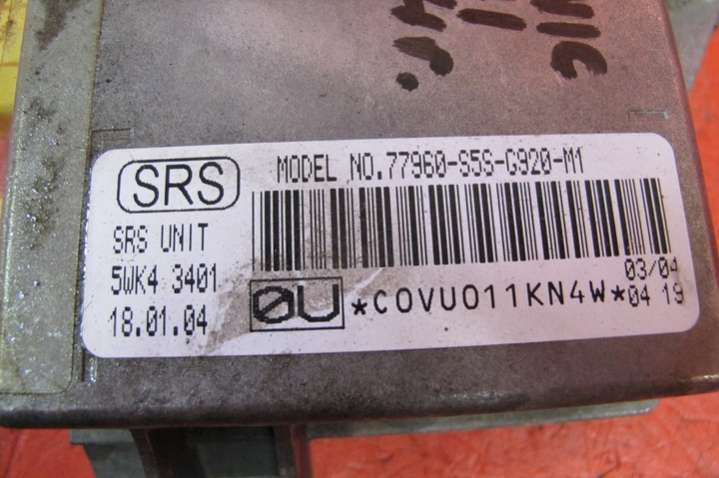 SRS
MODEL NO.77960-S5S-G920-M1
SRS UNIT
5WK4 3401
18.01.04
0U
*C0VU011KN4W*
03/04
04 19